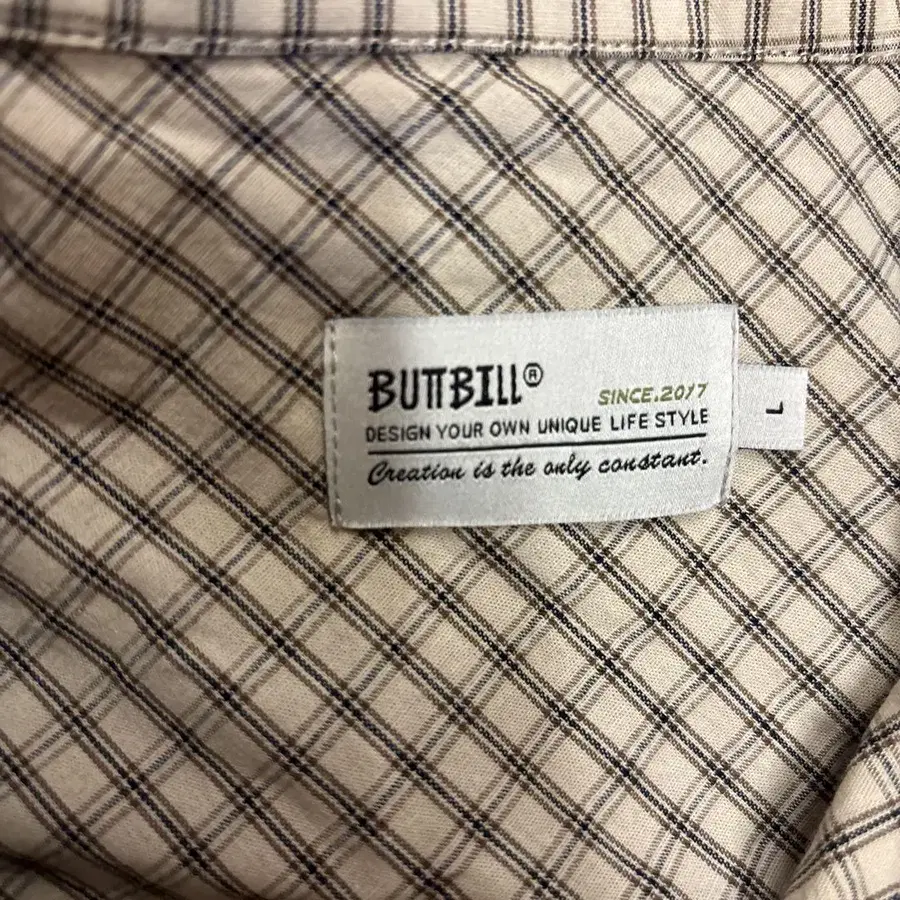 BUTTBILL®
SINCE.2017
DESIGN YOUR OWN UNIQUE LIFE STYLE
Creation is the only constant.
L